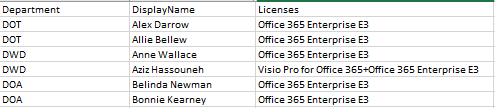 Department DisplayName Licenses
DOT Alex Darrow Office 365 Enterprise E3
DOT Allie Bellew Office 365 Enterprise E3
DWD Anne Wallace Office 365 Enterprise E3
DWD Aziz Hassouneh Visio Pro for Office 365+Office 365 Enterprise E3
DOA Belinda Newman Office 365 Enterprise E3
DOA Bonnie Kearney Office 365 Enterprise E3